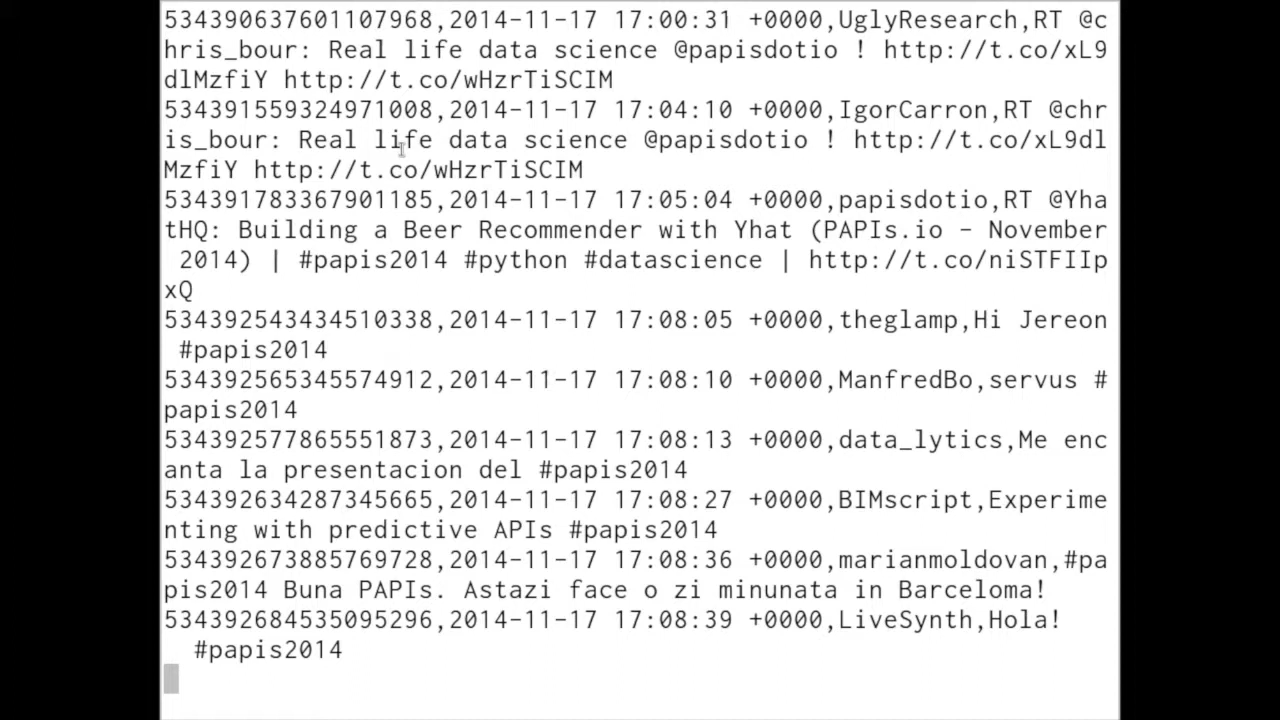 534390637601107968,2014-11-17 17:00:31 +0000,UglyResearch,RT @c
hris_bour: Real life data science @papisdotio ! http://t.co/xL9
dlMzfiY http://t.co/wHzrTiSCIM
534391559324971008,2014-11-17 17:04:10 +0000,IgorCarron,RT @chr
is_bour: Real life data science @papisdotio ! http://t.co/xL9dl
MzfiY http://t.co/wHzrTiSCIM
534391783367901185,2014-11-17 17:05:04 +0000,papisdotio,RT @Yha
tHQ: Building a Beer Recommender with Yhat (PAPIs.io – November
 2014) | #papis2014 #python #datascience | http://t.co/niSTFIIp
xQ
534392543434510338,2014-11-17 17:08:05 +0000,theglamp,Hi Jereon
 #papis2014
534392565345574912,2014-11-17 17:08:10 +0000,ManfredBo,servus #
papis2014
534392577865551873,2014-11-17 17:08:13 +0000,data_lytics,Me enc
anta la presentacion del #papis2014
534392634287345665,2014-11-17 17:08:27 +0000,BIMscript,Experime
nting with predictive APIs #papis2014
534392673885769728,2014-11-17 17:08:36 +0000,marianmoldovan,#pa
pis2014 Buna PAPIs. Astazi face o zi minunata in Barceloma!
534392684535095296,2014-11-17 17:08:39 +0000,LiveSynth,Hola!
  #papis2014